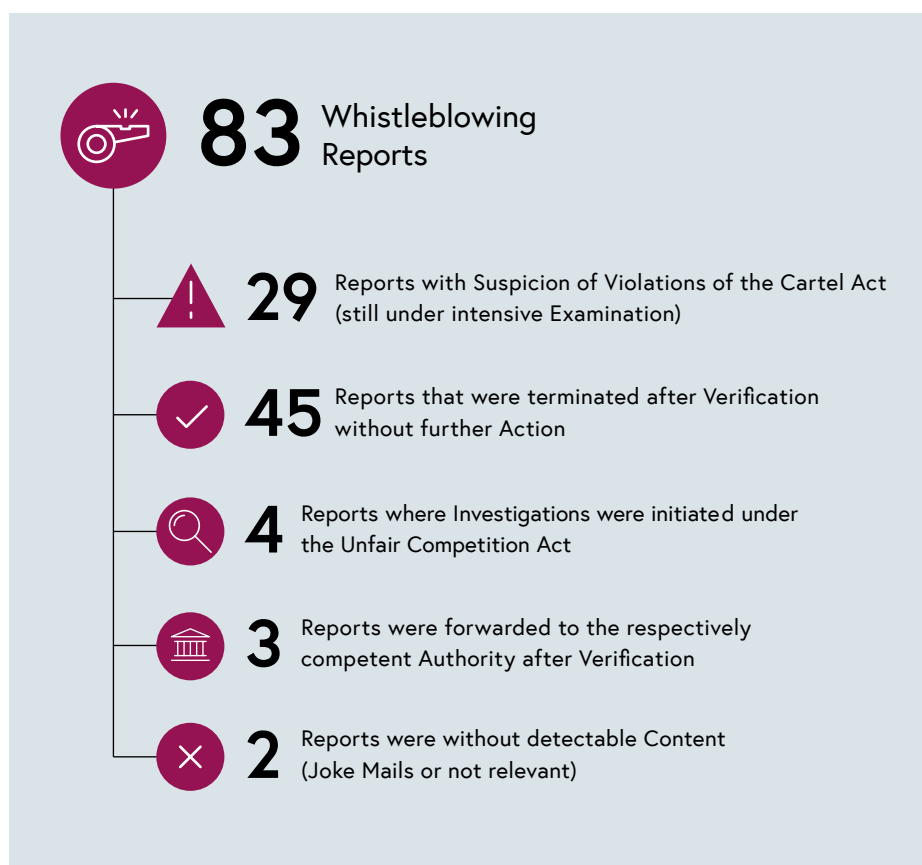 83 Whistleblowing
Reports
29 Reports with Suspicion of Violations of the Cartel Act
(still under intensive Examination)
45 Reports that were terminated after Verification
without further Action
4 Reports where Investigations were initiated under
the Unfair Competition Act
3 Reports were forwarded to the respectively
competent Authority after Verification
2 Reports were without detectable Content
(Joke Mails or not relevant)